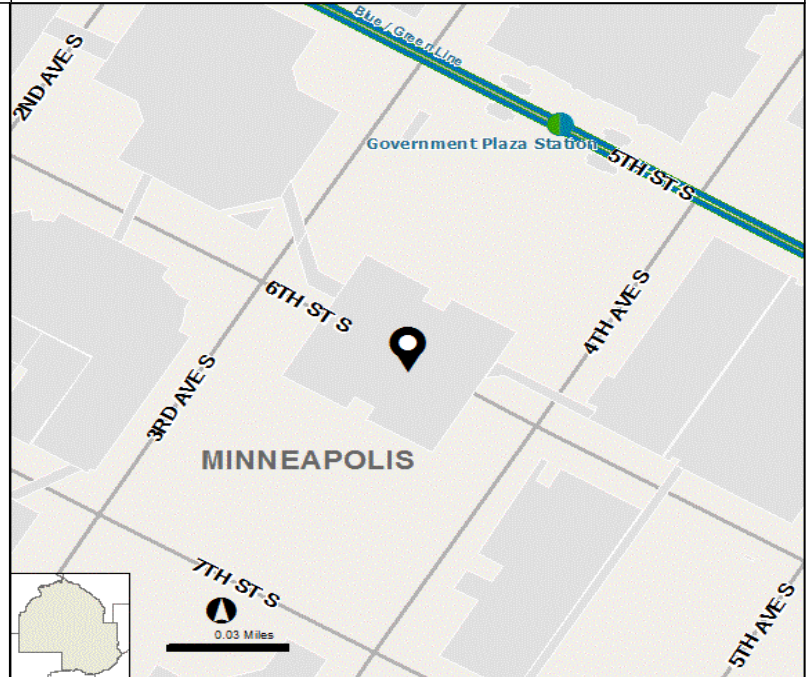 Blue / Green Line
2ND AVE S
Government Plaza Station
5TH ST S
6TH ST S
4TH AVE S
3RD AVE S
MINNEAPOLIS
7TH ST S
0.03 Miles
5TH AVE S